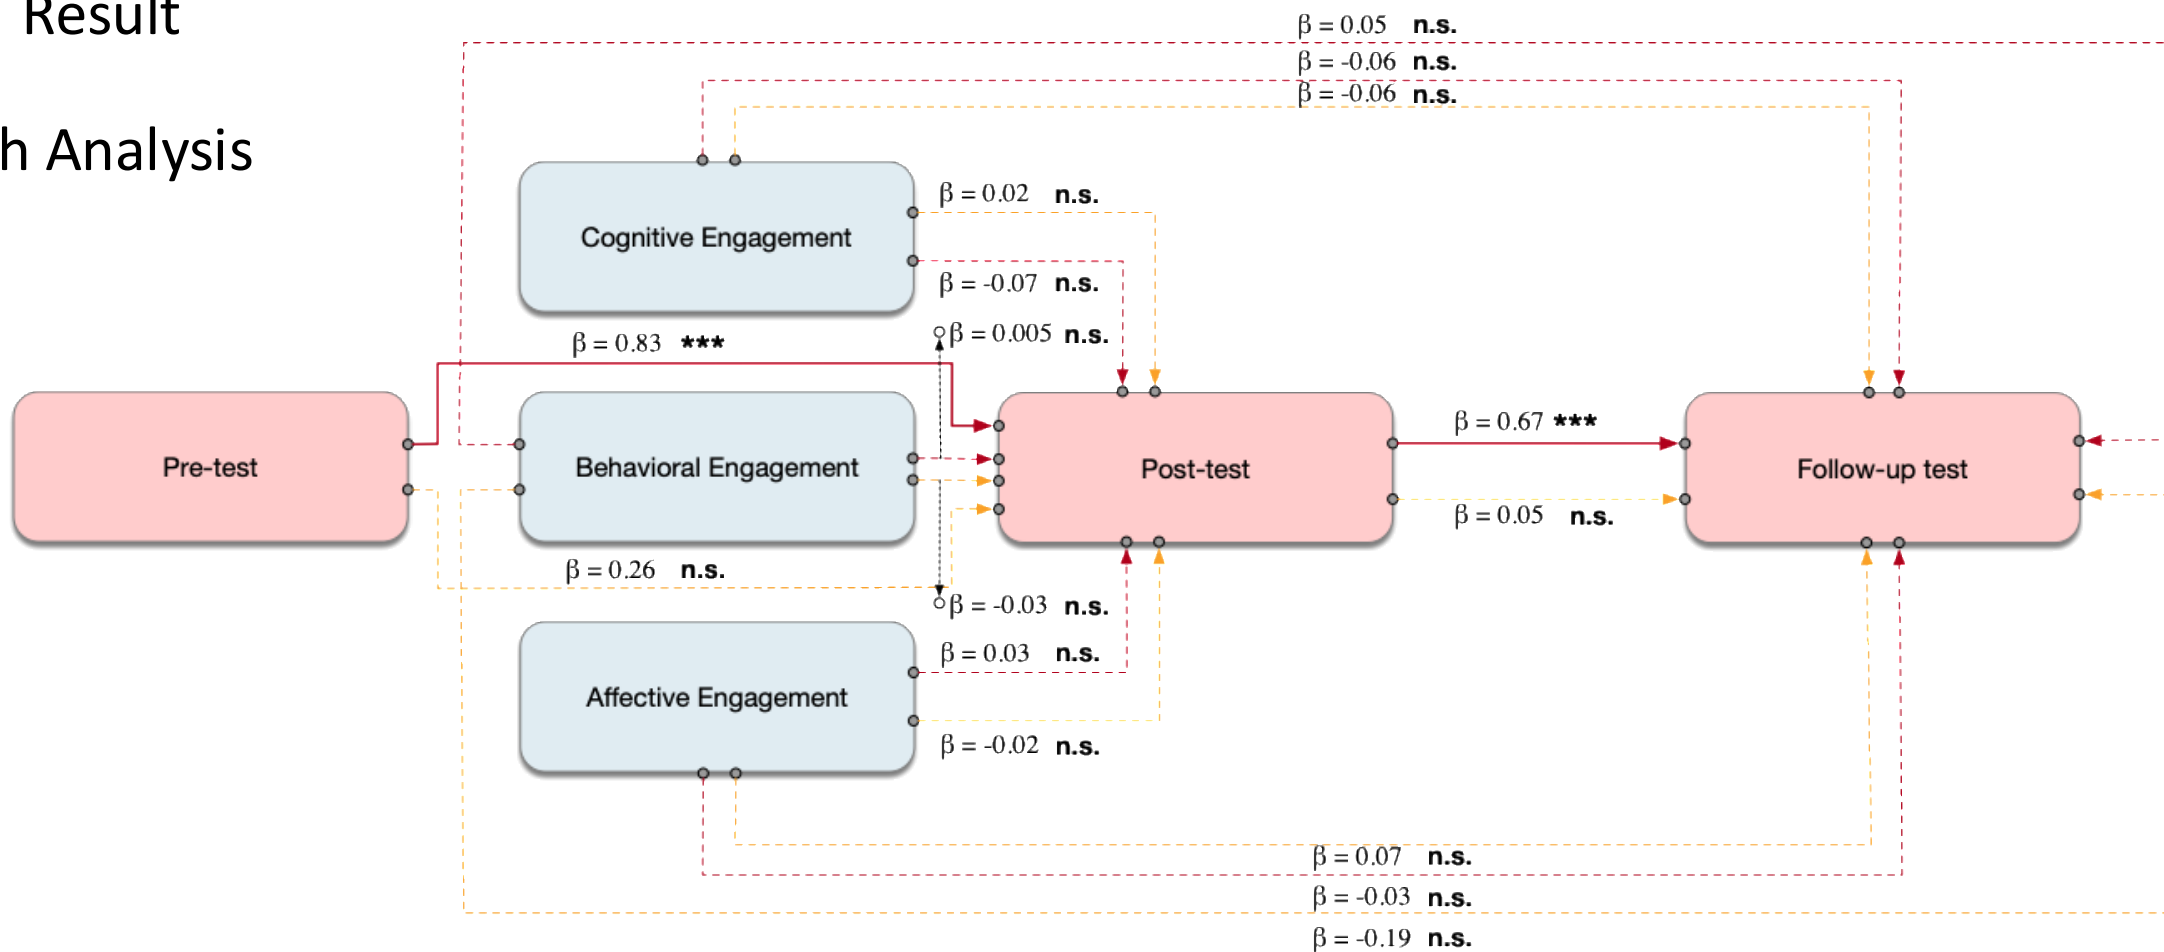 Result
h Analysis
β = 0.05 n.s.
β = -0.06 n.s.
β = -0.06 n.s.
β = 0.02 n.s.
Cognitive Engagement
β = -0.07 n.s.
β = 0.005 n.s.
β = 0.83 ***
β = 0.67 ***
Pre-test
Behavioral Engagement
Post-test
Follow-up test
β = 0.05 n.s.
β = 0.26 n.s.
β = -0.03 n.s.
β = 0.03 n.s.
Affective Engagement
β = -0.02 n.s.
β = 0.07 n.s.
β = -0.03 n.s.
β = -0.19 n.s.